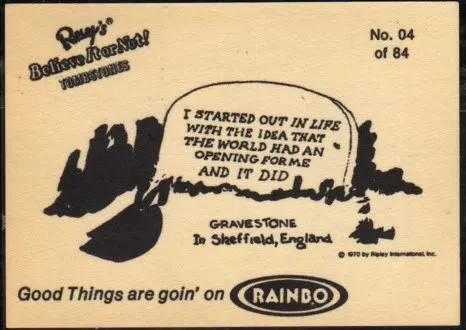 Ripley's®
Believe It or Not!
TOMBSTONES
No. 04
of 84
I STARTED OUT IN LIFE
WITH THE IDEA THAT
THE WORLD HAD AN
OPENING FOR ME
AND IT DID
GRAVESTONE
In Sheffield, England
© 1970 by Ripley International, Inc.
Good Things are goin' on
RAINBO